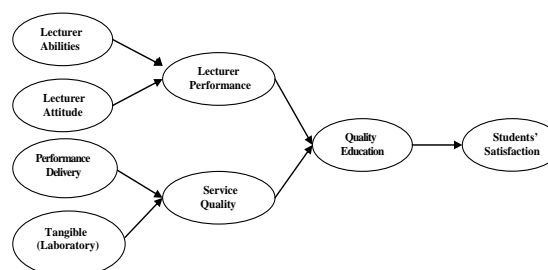 Lecturer
Abilities
Lecturer
Performance
Lecturer
Attitude
Performance
Delivery
Quality
Education
Students’
Satisfaction
Service
Quality
Tangible
(Laboratory)